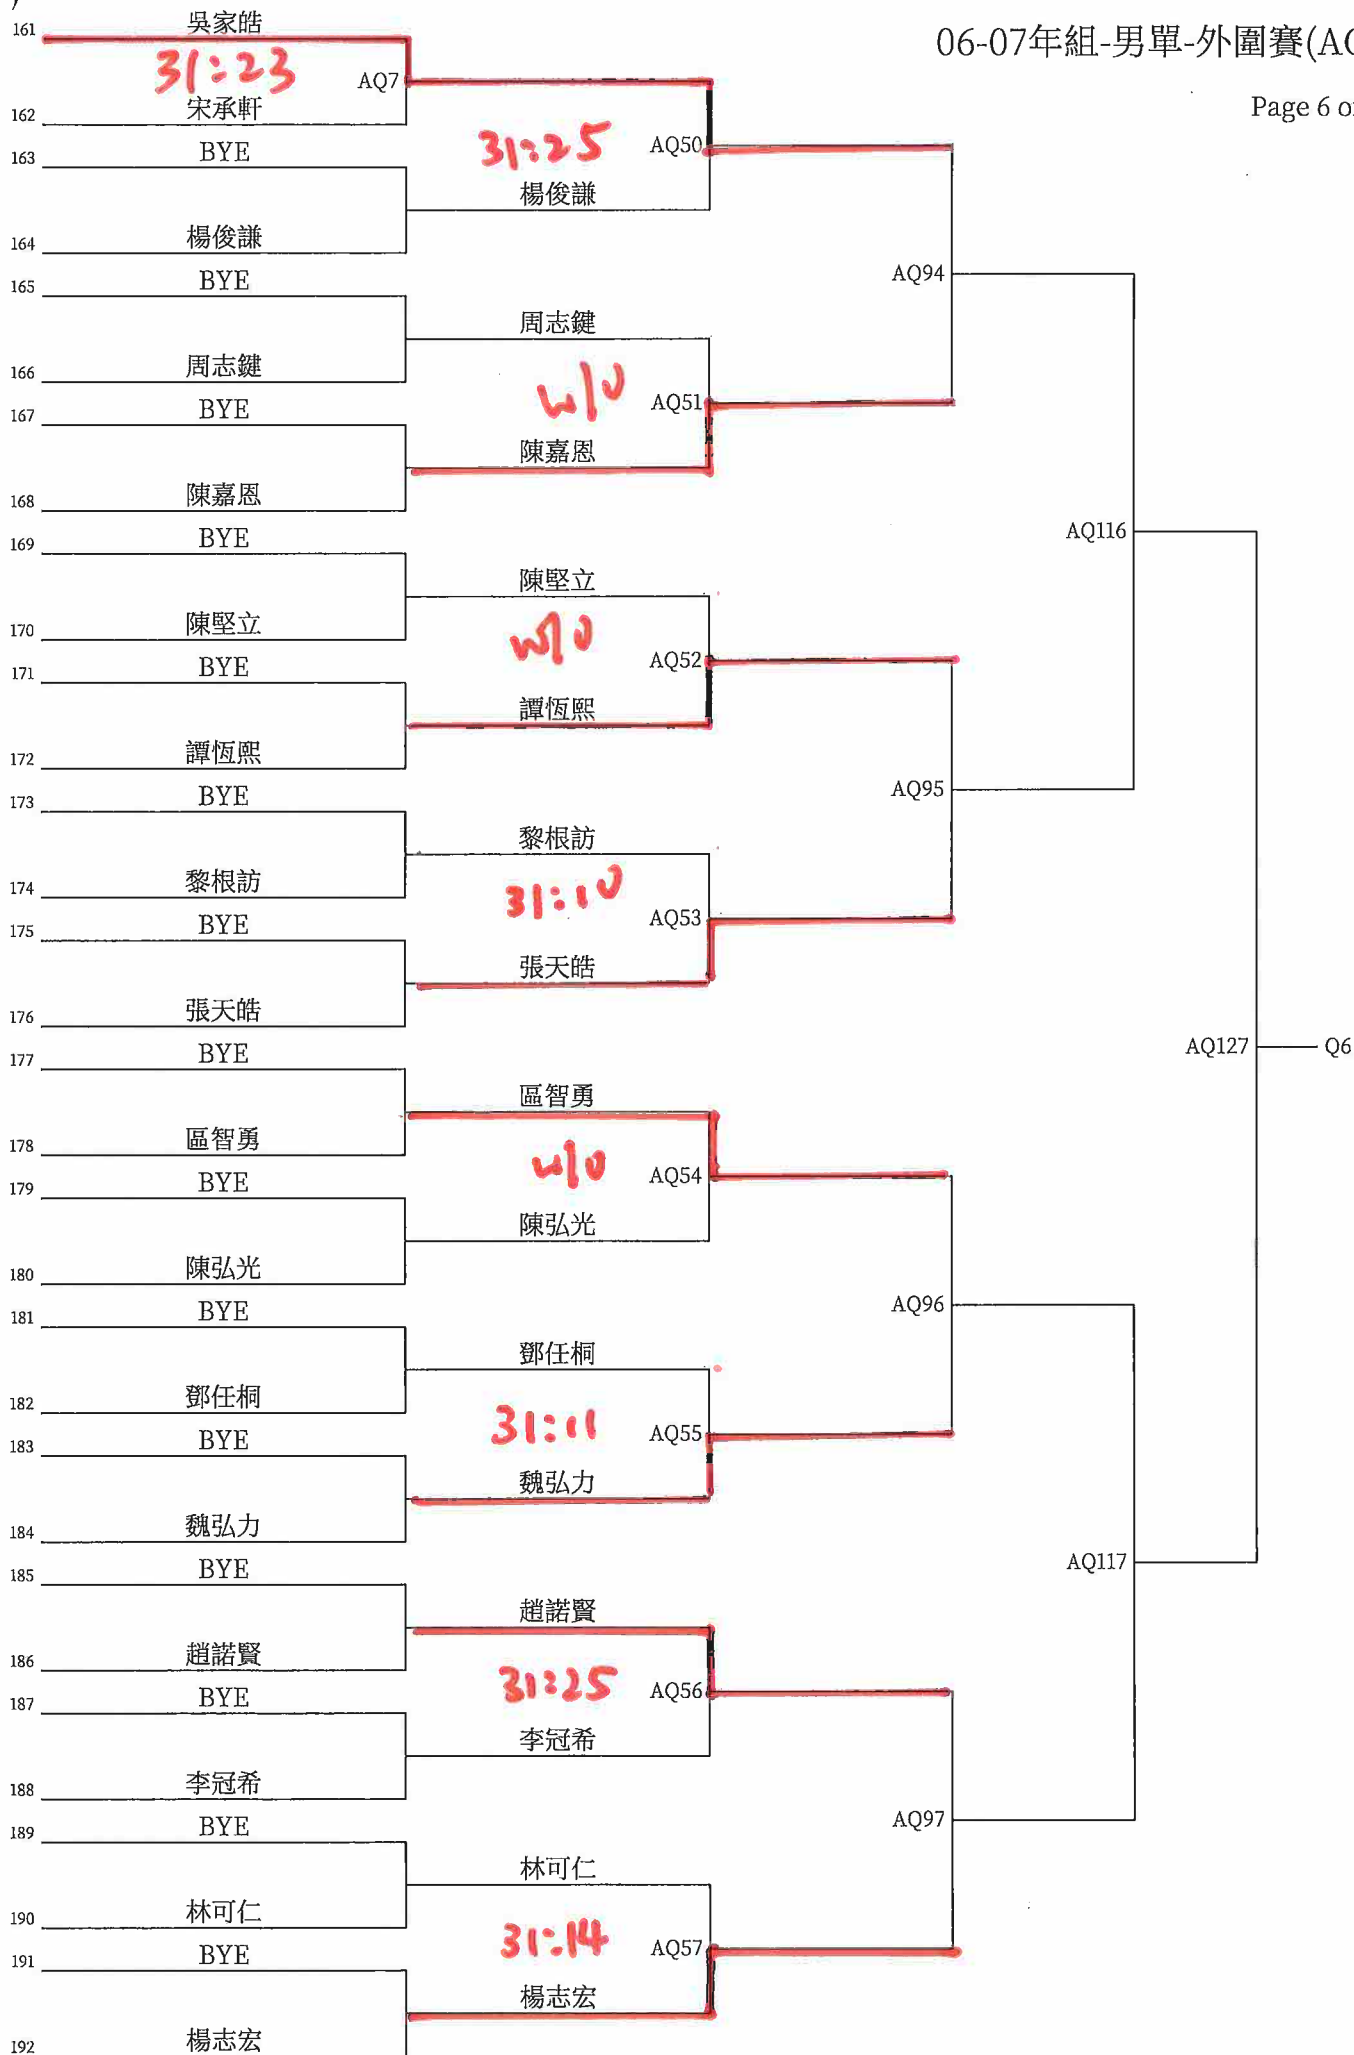 06-07年組-男單-外圍賽(AQ
Page 6 of
161 吳家皓
31:23
AQ7
162 宋承軒
163 BYE
31:25
AQ50
楊俊謙
164 楊俊謙
165 BYE
AQ94
周志鍵
166 周志鍵
w/o
AQ51
167 BYE
陳嘉恩
168 陳嘉恩
169 BYE
AQ116
陳堅立
170 陳堅立
w/o
AQ52
171 BYE
譚恆熙
172 譚恆熙
173 BYE
AQ95
黎根訪
174 黎根訪
31:10
AQ53
175 BYE
張天皓
176 張天皓
177 BYE
AQ127
Q6
區智勇
178 區智勇
w/o
AQ54
179 BYE
陳弘光
180 陳弘光
181 BYE
AQ96
鄧任桐
182 鄧任桐
31:11
AQ55
183 BYE
魏弘力
184 魏弘力
185 BYE
AQ117
趙諾賢
186 趙諾賢
31:25
AQ56
187 BYE
李冠希
188 李冠希
189 BYE
AQ97
林可仁
190 林可仁
31:14
AQ57
191 BYE
楊志宏
192 楊志宏